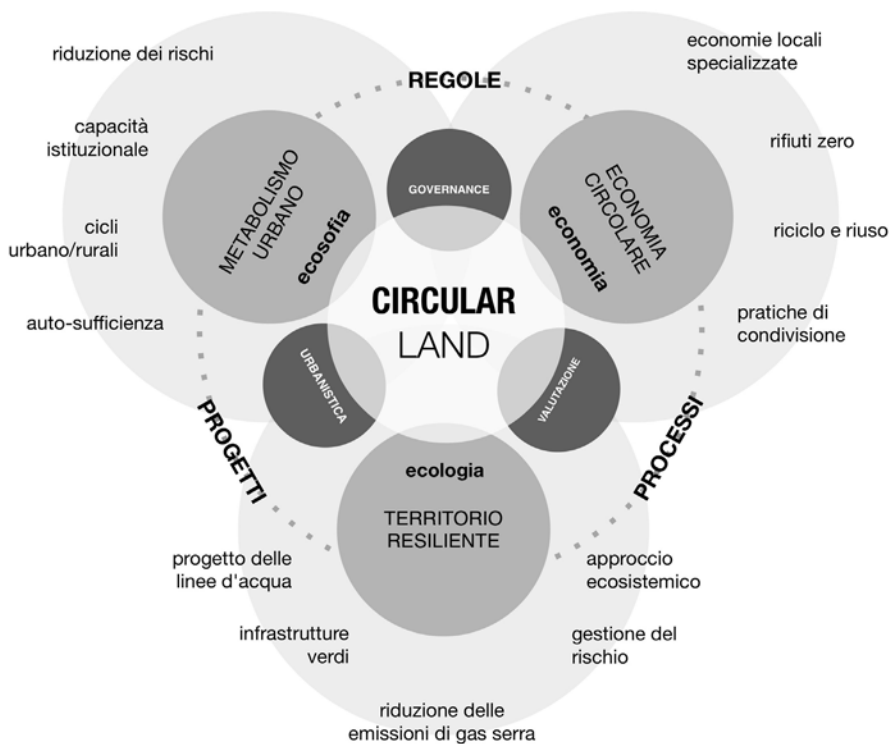 riduzione dei rischi
capacità
istituzionale
cicli
urbano/rurali
auto-sufficienza
REGOLE
economie locali
specializzate
rifiuti zero
riciclo e riuso
pratiche di
condivisione
METABOLISMO
URBANO
ecosofia
GOVERNANCE
ECONOMIA
CIRCOLARE
economia
CIRCULAR
LAND
URBANISTICA
VALUTAZIONE
PROGETTI
PROCESSI
ecologia
TERRITORIO
RESILIENTE
progetto delle
linee d'acqua
infrastrutture
verdi
riduzione delle
emissioni di gas serra
approccio
ecosistemico
gestione del
rischio